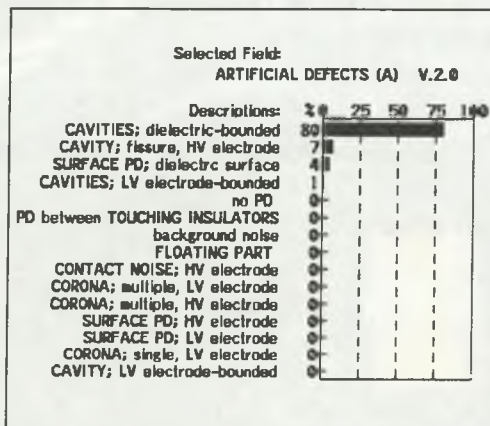 Selected Field:
ARTIFICIAL DEFECTS (A) V.2.0
Descriptions: % 0 25 50 75 100
CAVITIES; dielectric-bounded 80
CAVITY; fissure, HV electrode 7
SURFACE PD; dielectrc surface 4
CAVITIES; LV electrode-bounded 1
no PD 0
PD between TOUCHING INSULATORS 0
background noise 0
FLOATING PART 0
CONTACT NOISE; HV electrode 0
CORONA; multiple, LV electrode 0
CORONA; multiple, HV electrode 0
SURFACE PD; HV electrode 0
SURFACE PD; LV electrode 0
CORONA; single, LV electrode 0
CAVITY; LV electrode-bounded 0